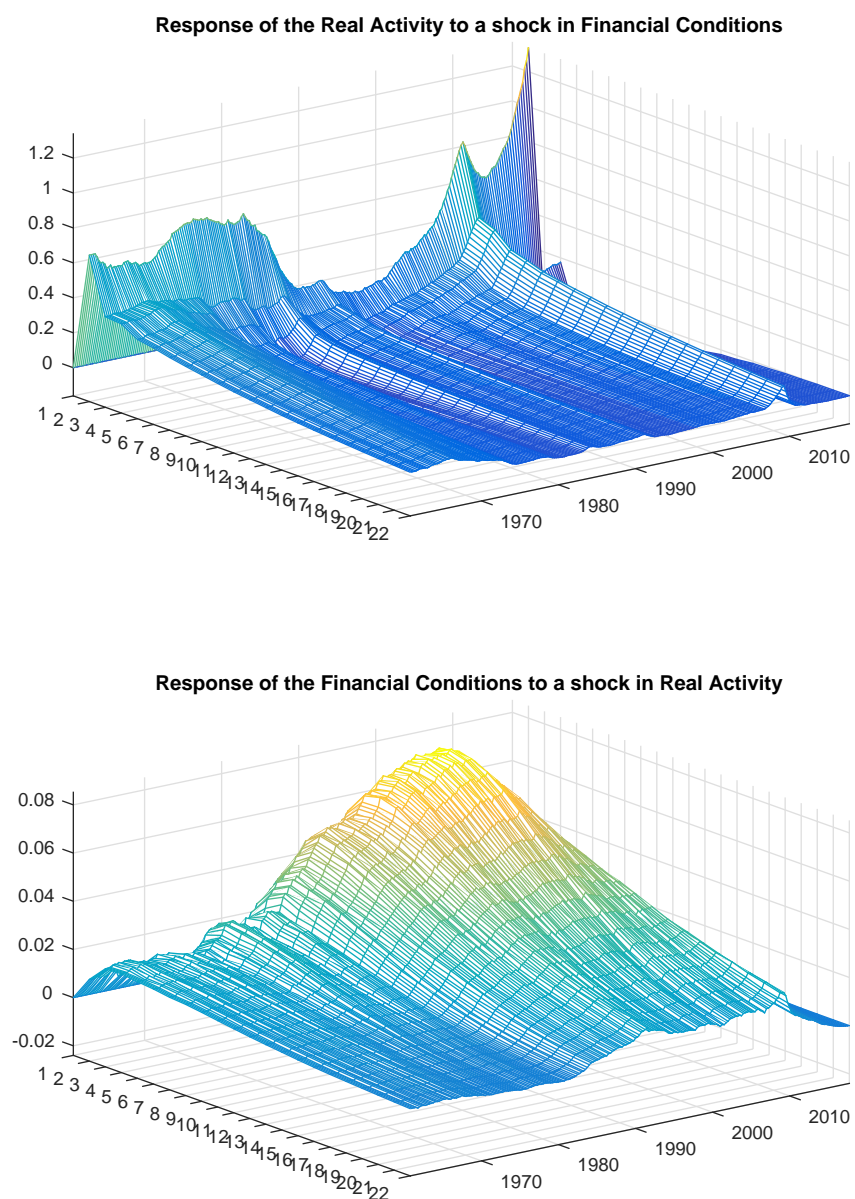 Response of the Real Activity to a shock in Financial Conditions
1.2
1
0.8
0.6
0.4
0.2
0
1 2 3 4 5 6 7 8 9 10 11 12 13 14 15 16 17 18 19 20 21 22
1970 1980 1990 2000 2010
Response of the Financial Conditions to a shock in Real Activity
0.08
0.06
0.04
0.02
0
-0.02
1 2 3 4 5 6 7 8 9 10 11 12 13 14 15 16 17 18 19 20 21 22
1970 1980 1990 2000 2010